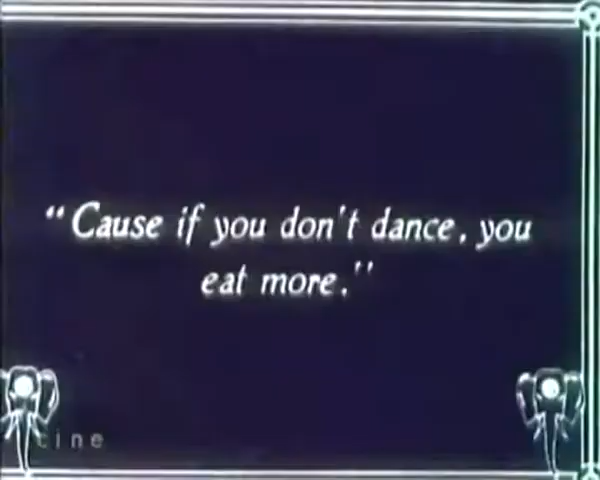 “Cause if you don't dance, you
eat more.”
cine